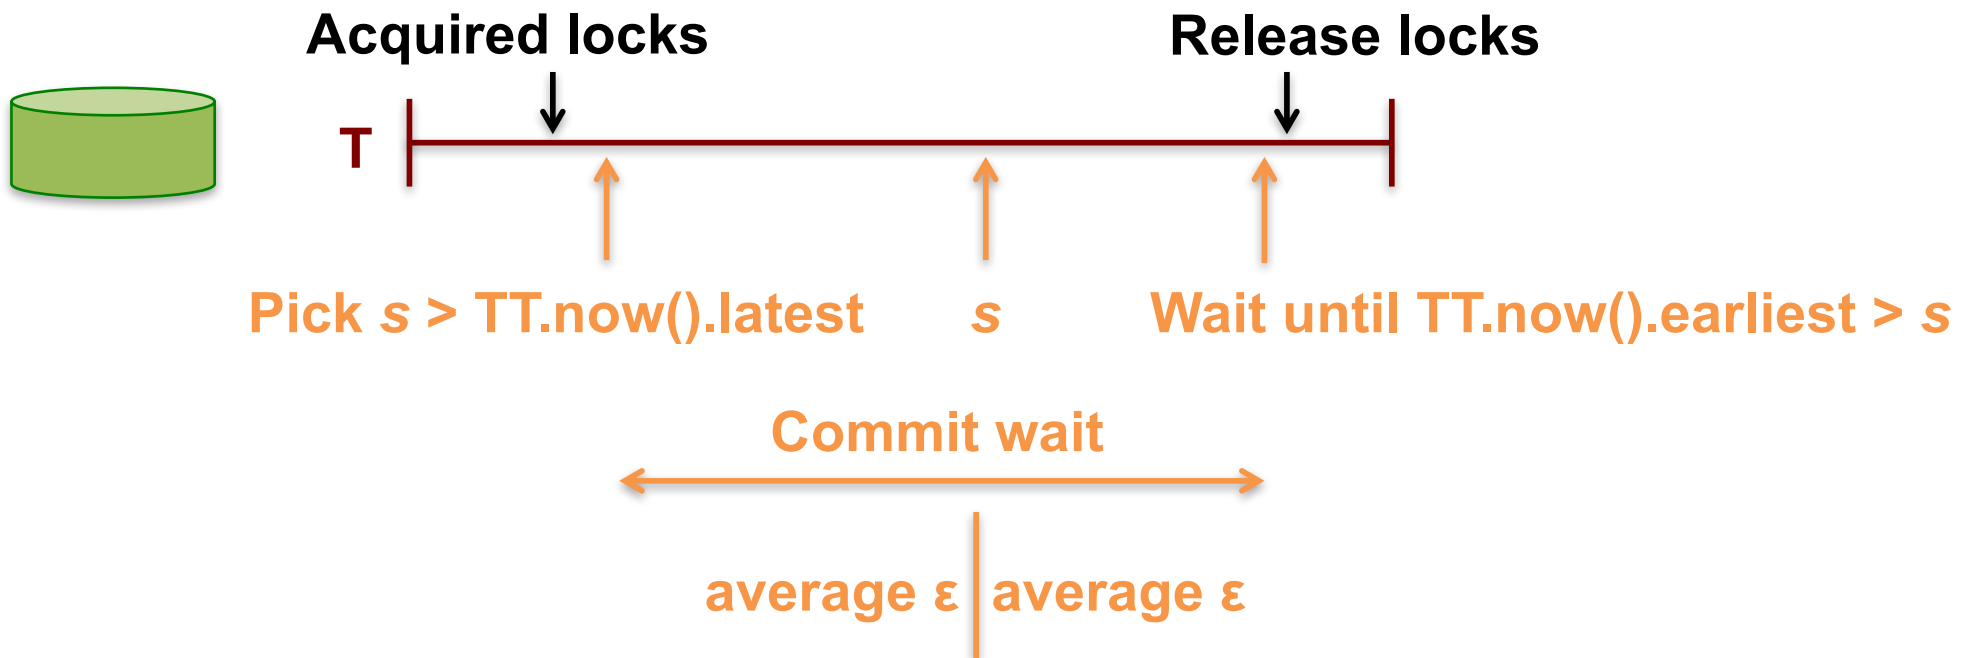 Acquired locks
Release locks
T
Pick s > TT.now().latest
s
Wait until TT.now().earliest > s
Commit wait
average ε
average ε